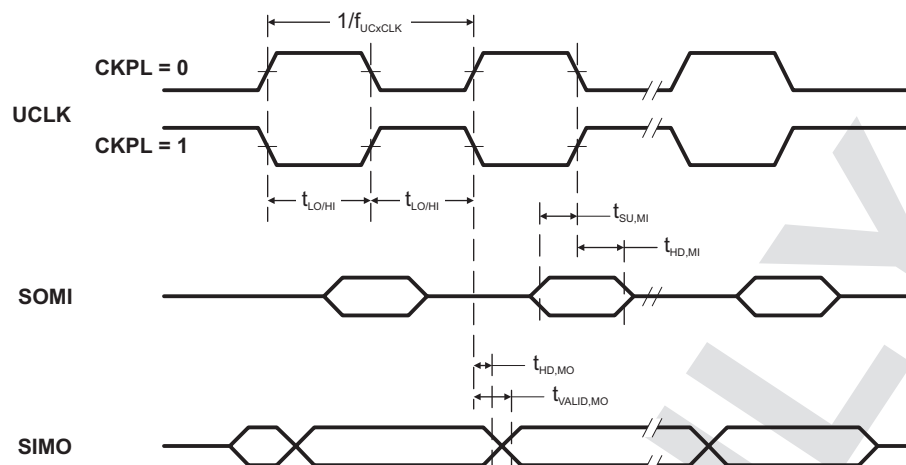 1/fUCxCLK
CKPL = 0
UCLK
CKPL = 1
tLO/HI
tLO/HI
tSU,MI
tHD,MI
SOMI
tHD,MO
tVALID,MO
SIMO